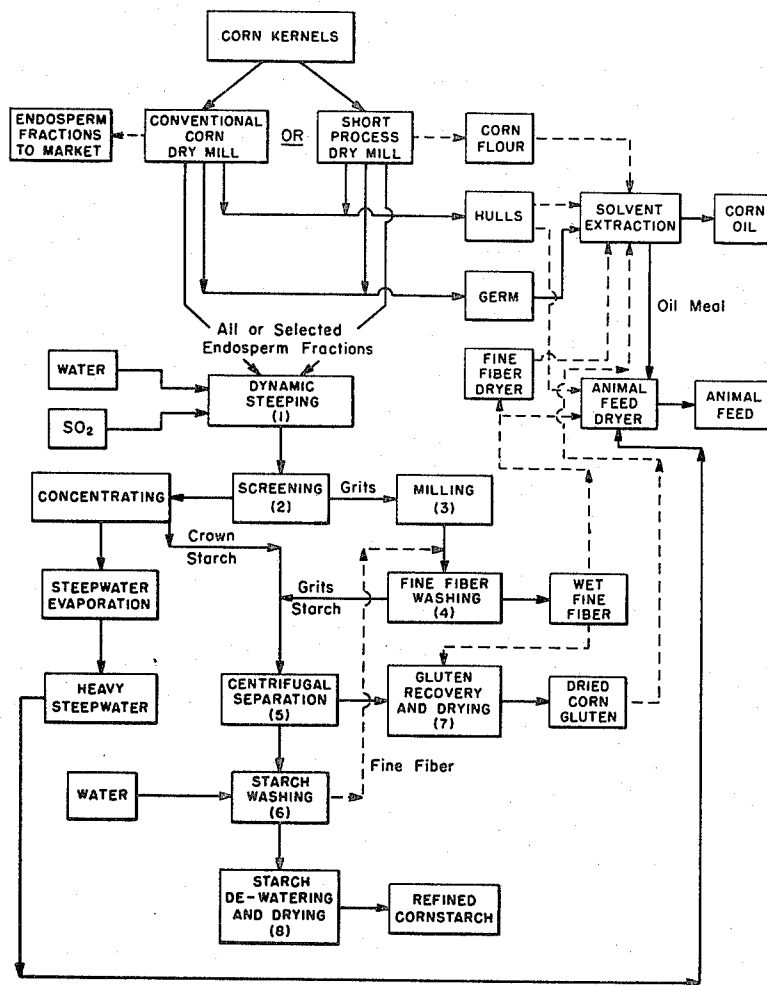 CORN KERNELS
ENDOSPERM
FRACTIONS
TO MARKET
CONVENTIONAL
CORN
DRY MILL
OR
SHORT
PROCESS
DRY MILL
CORN
FLOUR
HULLS
SOLVENT
EXTRACTION
CORN
OIL
GERM
Oil Meal
All or Selected
Endosperm Fractions
WATER
SO2
DYNAMIC
STEEPING
(1)
FINE
FIBER
DRYER
ANIMAL
FEED
DRYER
ANIMAL
FEED
CONCENTRATING
SCREENING
(2)
Grits
MILLING
(3)
Crown
Starch
STEEPWATER
EVAPORATION
Grits
Starch
FINE FIBER
WASHING
(4)
WET
FINE
FIBER
HEAVY
STEEPWATER
CENTRIFUGAL
SEPARATION
(5)
GLUTEN
RECOVERY
AND DRYING
(7)
DRIED
CORN
GLUTEN
Fine Fiber
WATER
STARCH
WASHING
(6)
STARCH
DE-WATERING
AND DRYING
(8)
REFINED
CORNSTARCH